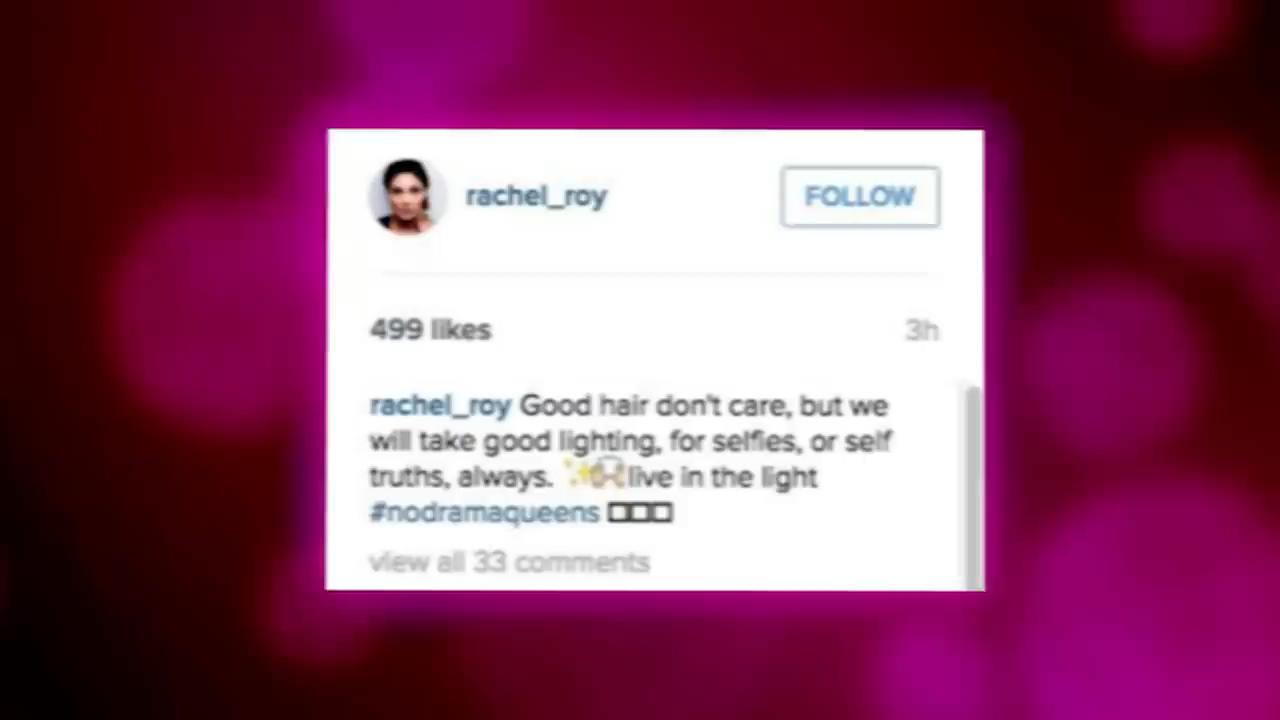 rachel_roy
FOLLOW
499 likes
3h
rachel_roy Good hair don't care, but we
will take good lighting, for selfies, or self
truths, always. ✨ live in the light
#nodramaqueens □□□
view all 33 comments